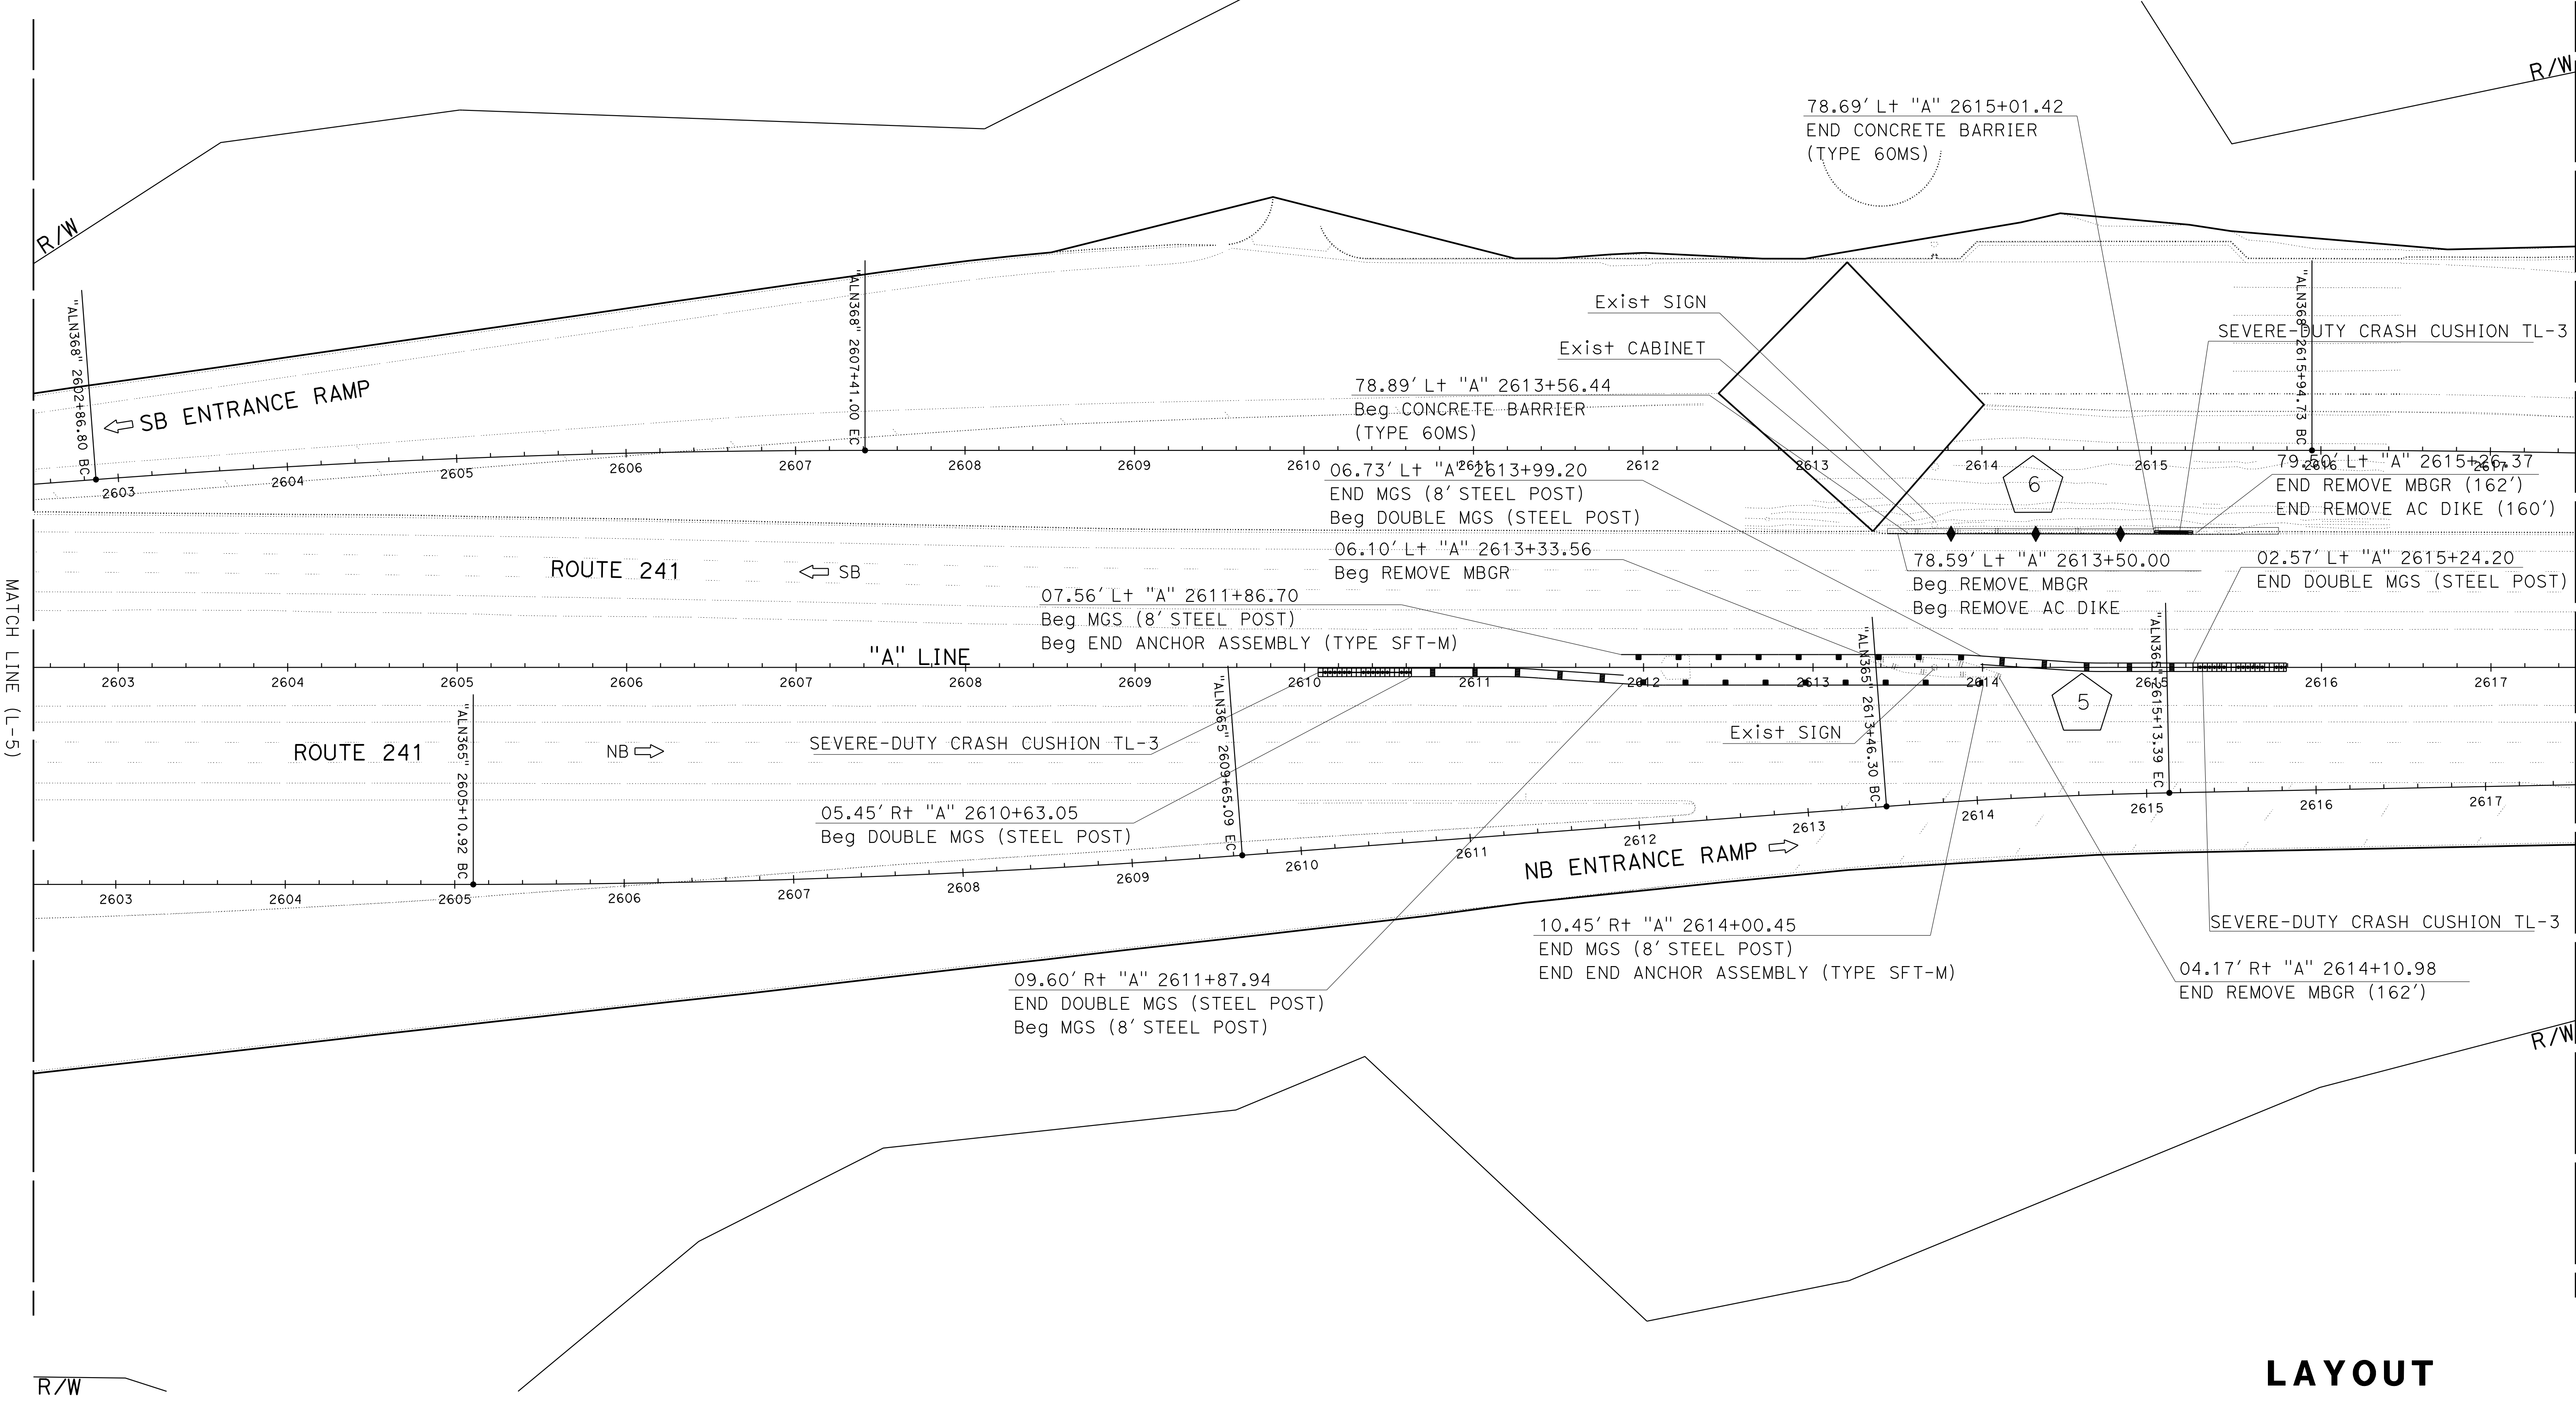 R/W
78.69' Lt "A" 2615+01.42
END CONCRETE BARRIER
(TYPE 60MS)
R/W
"ALN368" 2602+86.80 BC
"ALN368" 2607+41.00 EC
"ALN368" 2615+94.73 BC
Exist SIGN
SEVERE-DUTY CRASH CUSHION TL-3
Exist CABINET
78.89' Lt "A" 2613+56.44
Beg CONCRETE BARRIER
(TYPE 60MS)
SB ENTRANCE RAMP
2603 2604 2605 2606 2607 2608 2609 2610 2611 2612 2613 2614 2615 2616 2617
06.73' Lt "A" 2613+99.20
END MGS (8' STEEL POST)
Beg DOUBLE MGS (STEEL POST)
6
79.50' Lt "A" 2615+26.37
END REMOVE MBGR (162')
END REMOVE AC DIKE (160')
06.10' Lt "A" 2613+33.56
Beg REMOVE MBGR
78.59' Lt "A" 2613+50.00
Beg REMOVE MBGR
Beg REMOVE AC DIKE
02.57' Lt "A" 2615+24.20
END DOUBLE MGS (STEEL POST)
ROUTE 241
SB
07.56' Lt "A" 2611+86.70
Beg MGS (8' STEEL POST)
Beg END ANCHOR ASSEMBLY (TYPE SFT-M)
MATCH LINE (L-5)
"A" LINE
2603 2604 2605 2606 2607 2608 2609 2610 2611 2612 2613 2614 2615 2616 2617
"ALN365" 2605+10.92 BC
"ALN365" 2609+65.09 EC
"ALN365" 2613+46.30 BC
"ALN365" 2615+13.39 EC
5
Exist SIGN
SEVERE-DUTY CRASH CUSHION TL-3
ROUTE 241
NB
05.45' Rt "A" 2610+63.05
Beg DOUBLE MGS (STEEL POST)
2603 2604 2605 2606 2607 2608 2609 2610 2611 2612 2613 2614 2615 2616 2617
NB ENTRANCE RAMP
10.45' Rt "A" 2614+00.45
END MGS (8' STEEL POST)
END END ANCHOR ASSEMBLY (TYPE SFT-M)
SEVERE-DUTY CRASH CUSHION TL-3
09.60' Rt "A" 2611+87.94
END DOUBLE MGS (STEEL POST)
Beg MGS (8' STEEL POST)
04.17' Rt "A" 2614+10.98
END REMOVE MBGR (162')
R/W
R/W
LAYOUT